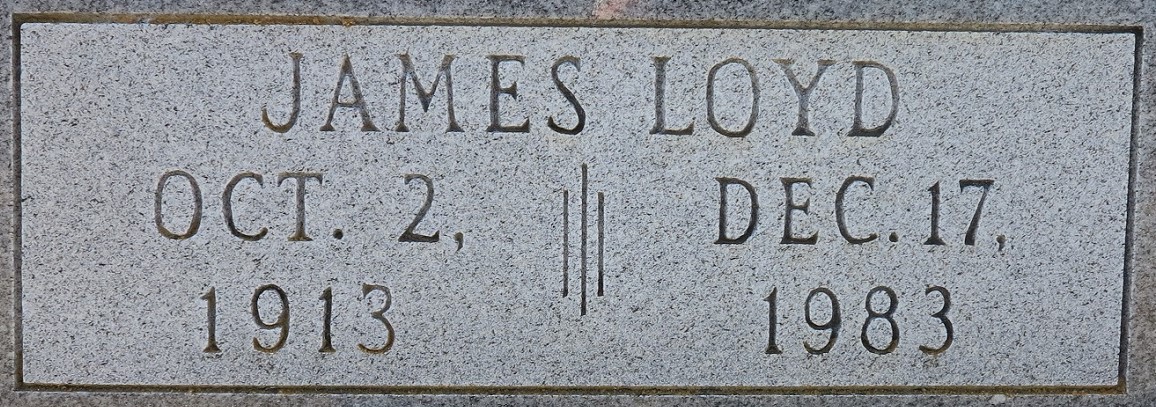 JAMES LOYD
OCT. 2, DEC. 17,
1913 1983